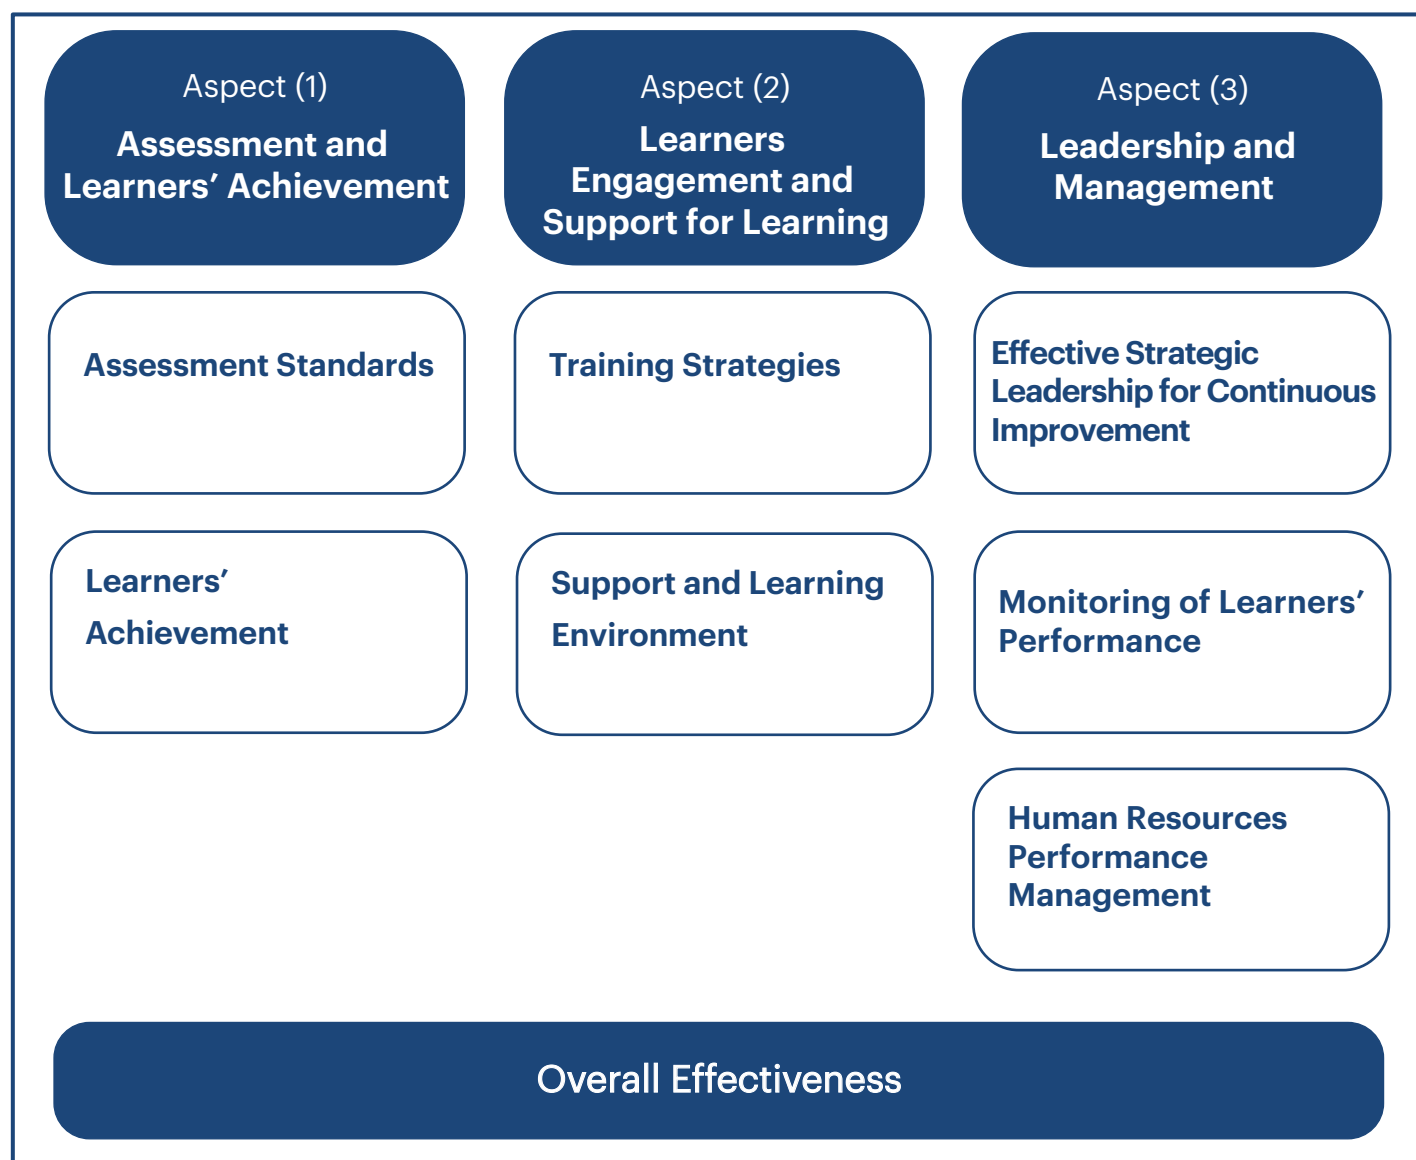 Aspect (1)
Assessment and
Learners’ Achievement
Aspect (2)
Learners
Engagement and
Support for Learning
Aspect (3)
Leadership and
Management
Assessment Standards
Training Strategies
Effective Strategic
Leadership for Continuous
Improvement
Learners’
Achievement
Support and Learning
Environment
Monitoring of Learners’
Performance
Human Resources
Performance
Management
Overall Effectiveness